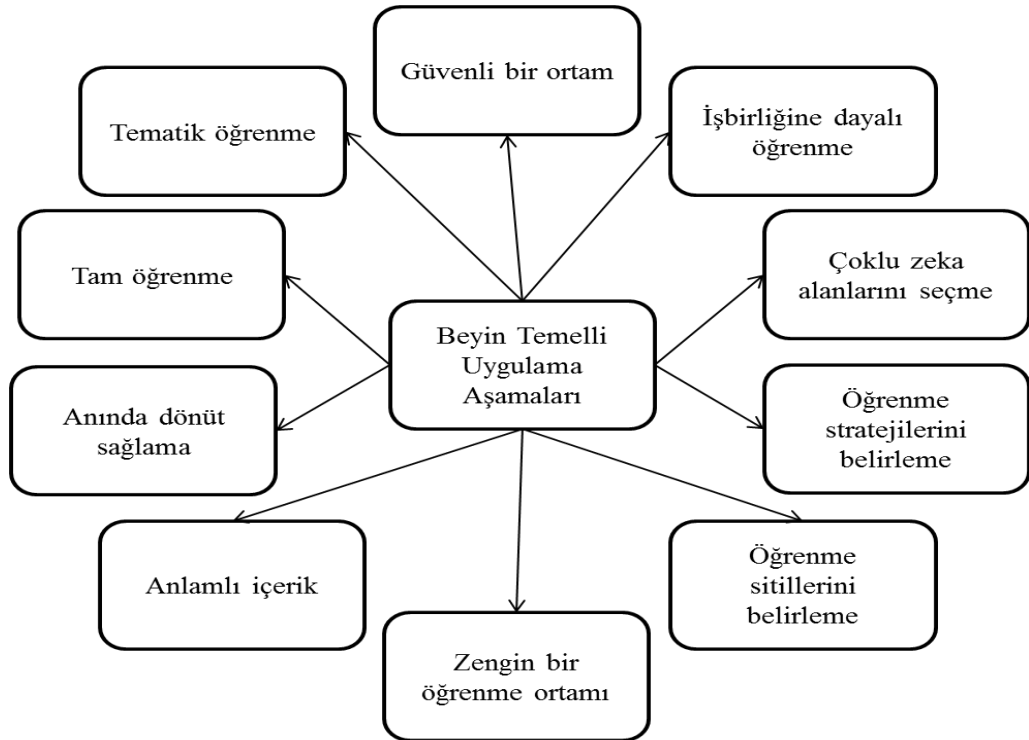 Güvenli bir ortam
Tematik öğrenme
İşbirliğine dayalı
öğrenme
Tam öğrenme
Çoklu zeka
alanlarını seçme
Beyin Temelli
Uygulama
Aşamaları
Anında dönüt
sağlama
Öğrenme
stratejilerini
belirleme
Anlamlı içerik
Öğrenme
sitillerini
belirleme
Zengin bir
öğrenme ortamı